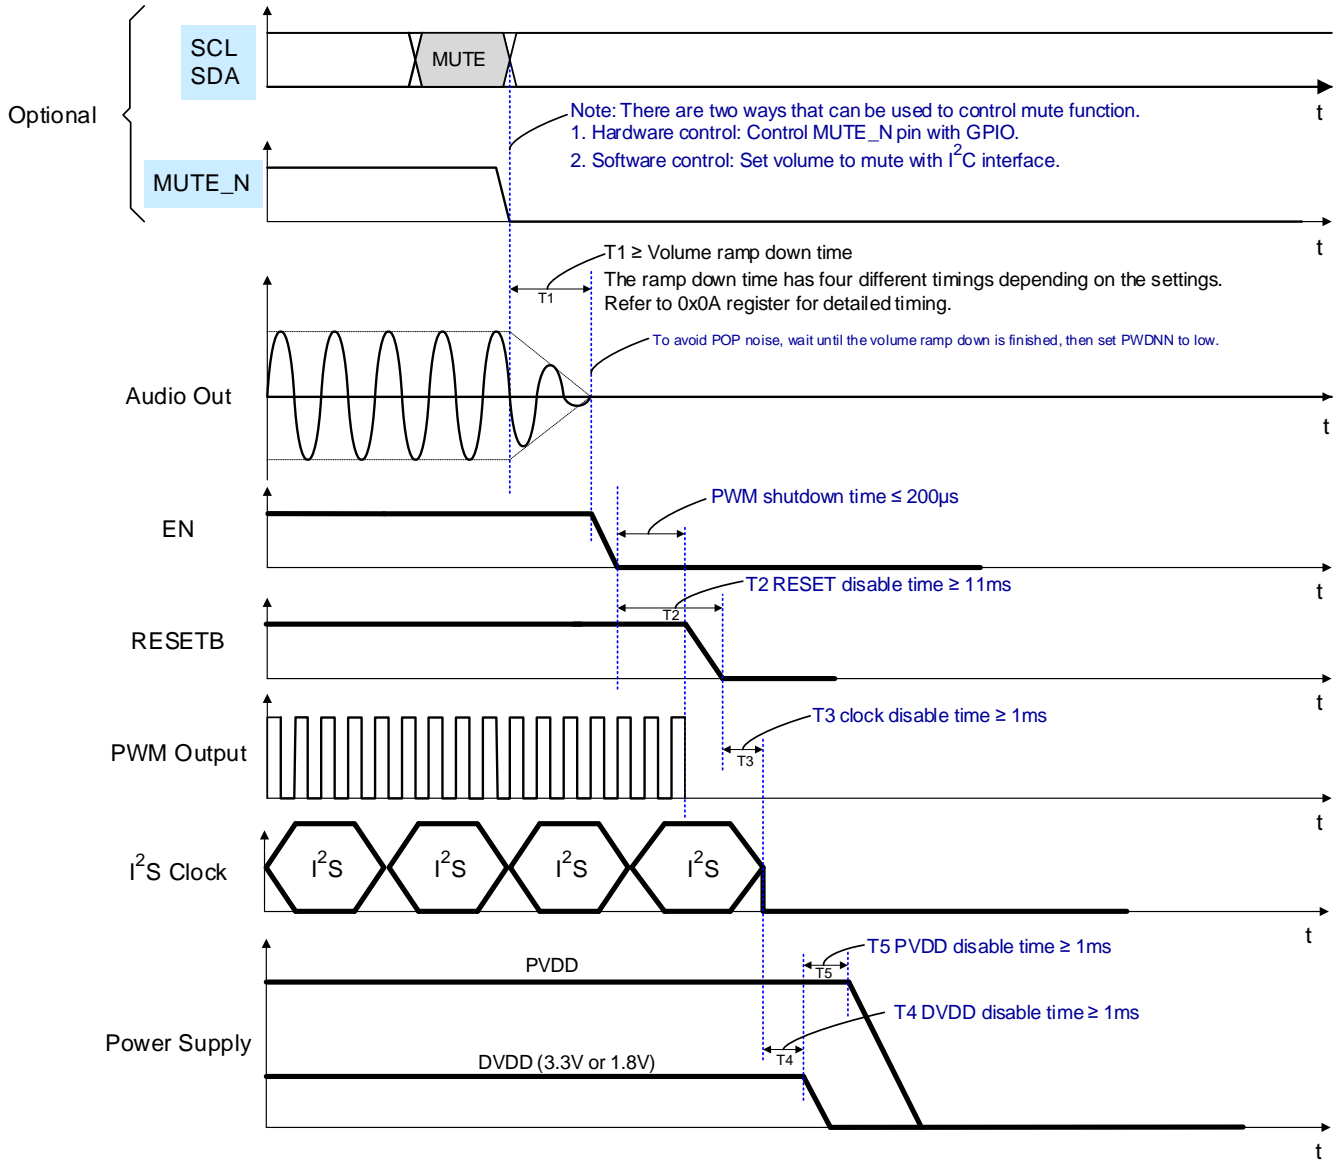 SCL
SDA
MUTE
t
Optional
Note: There are two ways that can be used to control mute function.
1. Hardware control: Control MUTE_N pin with GPIO.
2. Software control: Set volume to mute with I2C interface.
MUTE_N
t
T1 ≥ Volume ramp down time
The ramp down time has four different timings depending on the settings.
Refer to 0x0A register for detailed timing.
T1
To avoid POP noise, wait until the volume ramp down is finished, then set PWDNN to low.
Audio Out
t
PWM shutdown time ≤ 200µs
EN
t
T2 RESET disable time ≥ 11ms
T2
RESETB
t
T3 clock disable time ≥ 1ms
T3
PWM Output
t
I2S Clock
I2S
I2S
I2S
I2S
t
T5 PVDD disable time ≥ 1ms
PVDD
T5
T4 DVDD disable time ≥ 1ms
Power Supply
T4
DVDD (3.3V or 1.8V)
t